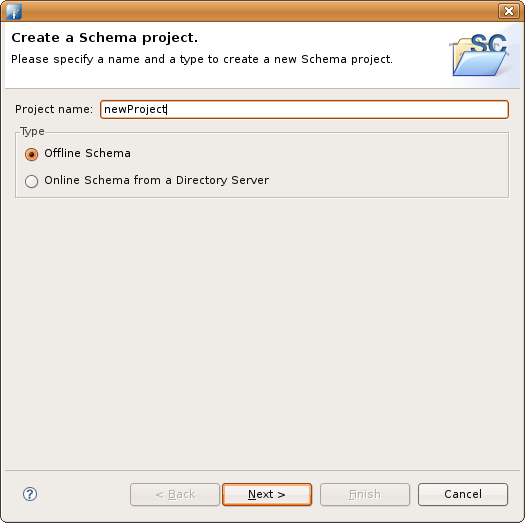 Create a Schema project.
Please specify a name and a type to create a new Schema project.
SC
Project name: newProject
Type
Offline Schema
Online Schema from a Directory Server
? < Back Next > Finish Cancel